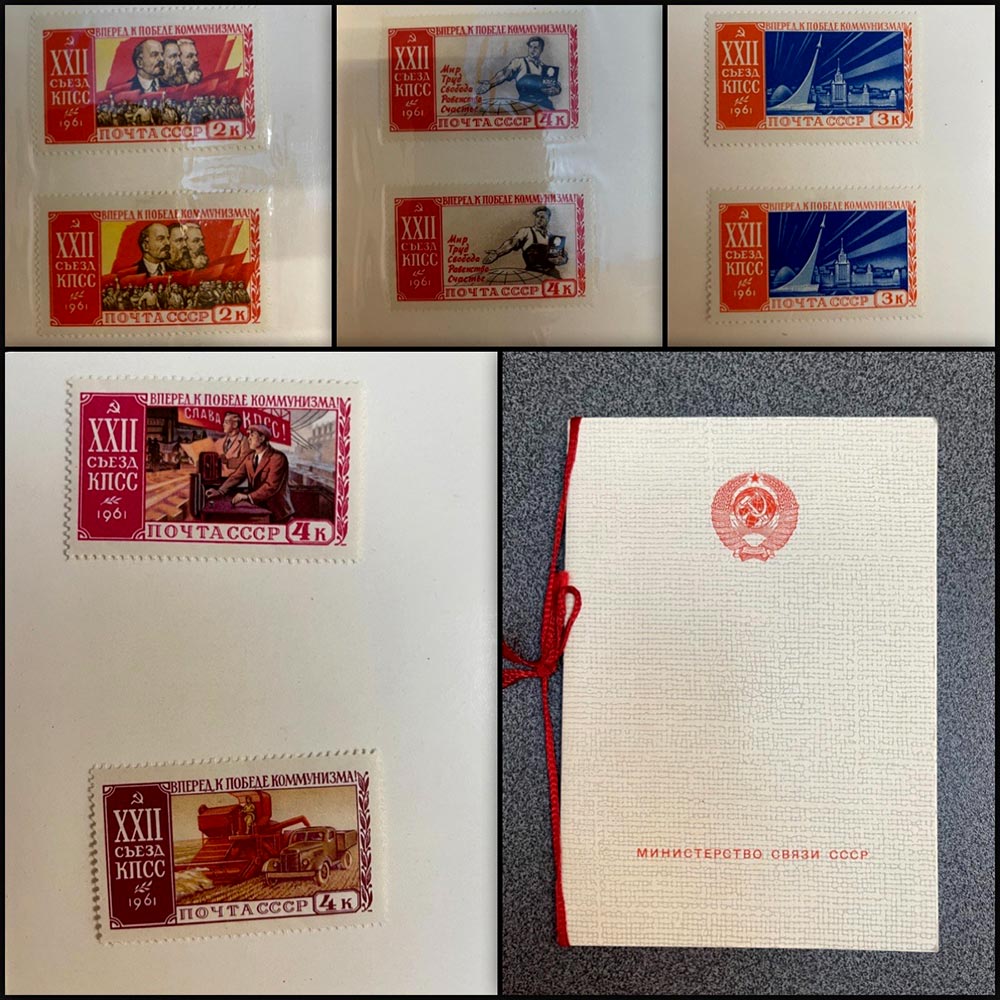 ВПЕРЕД, К ПОБЕДЕ КОММУНИЗМА!
XXII
СЪЕЗД
КПСС
1961
ПОЧТА СССР 2К
ВПЕРЕД, К ПОБЕДЕ КОММУНИЗМА!
XXII
СЪЕЗД
КПСС
1961
ПОЧТА СССР 2К
ВПЕРЕД, К ПОБЕДЕ КОММУНИЗМА!
XXII
СЪЕЗД
КПСС
1961
Мир
Труд
Свобода
Равенство
Счастье
ПОЧТА СССР 4К
ВПЕРЕД, К ПОБЕДЕ КОММУНИЗМА!
XXII
СЪЕЗД
КПСС
1961
Мир
Труд
Свобода
Равенство
Счастье
ПОЧТА СССР 4К
ВПЕРЕД, К ПОБЕДЕ КОММУНИЗМА!
XXII
СЪЕЗД
КПСС
1961
ПОЧТА СССР 3К
ВПЕРЕД, К ПОБЕДЕ КОММУНИЗМА!
XXII
СЪЕЗД
КПСС
1961
ПОЧТА СССР 3К
ВПЕРЕД, К ПОБЕДЕ КОММУНИЗМА!
СЛАВА КПСС!
XXII
СЪЕЗД
КПСС
1961
ПОЧТА СССР 4К
ВПЕРЕД, К ПОБЕДЕ КОММУНИЗМА!
XXII
СЪЕЗД
КПСС
1961
ПОЧТА СССР 4К
МИНИСТЕРСТВО СВЯЗИ СССР